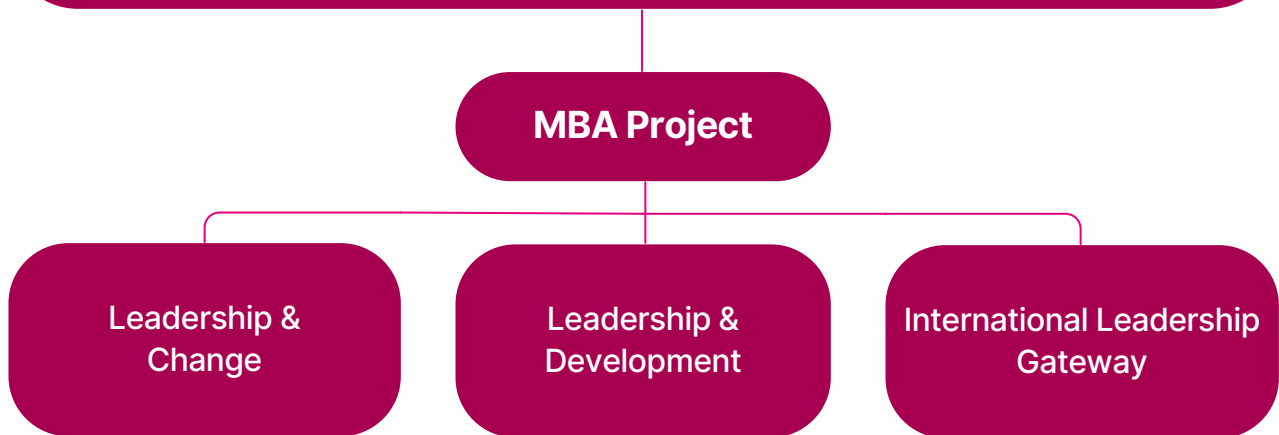 MBA Project
Leadership &
Change
Leadership &
Development
International Leadership
Gateway